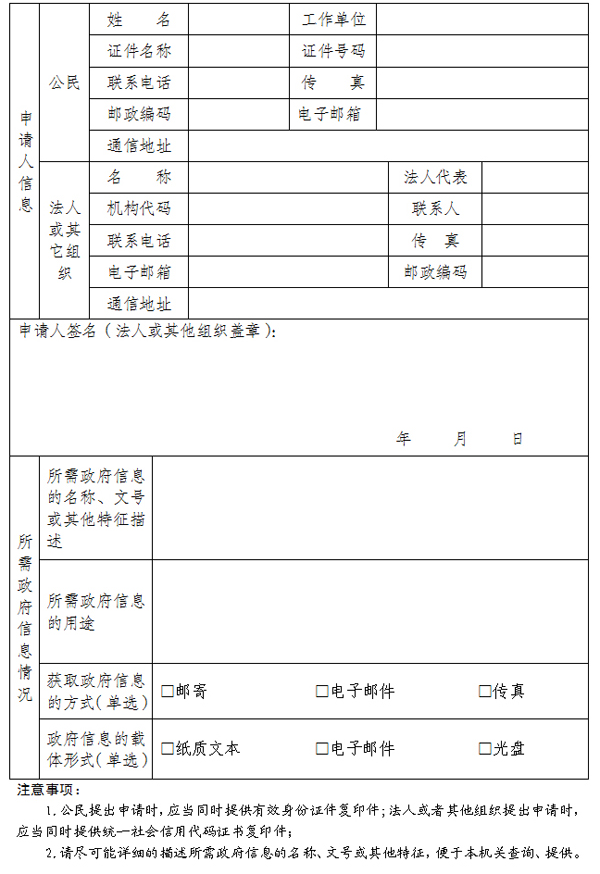 申请人信息
公民
姓 名 工作单位
证件名称 证件号码
联系电话 传 真
邮政编码 电子邮箱
通信地址
法人或其它组织
名 称 法人代表
机构代码 联系人
联系电话 传 真
电子邮箱 邮政编码
通信地址
申请人签名（法人或其他组织盖章）：
年 月 日
所需政府信息情况
所需政府信息
的名称、文号
或其他特征描
述
所需政府信息
的用途
获取政府信息
的方式（单选）
□邮寄 □电子邮件 □传真
政府信息的载
体形式（单选）
□纸质文本 □电子邮件 □光盘
注意事项：
1.公民提出申请时，应当同时提供有效身份证件复印件；法人或者其他组织提出申请时，
应当同时提供统一社会信用代码证书复印件；
2.请尽可能详细的描述所需政府信息的名称、文号或其他特征，便于本机关查询、提供。